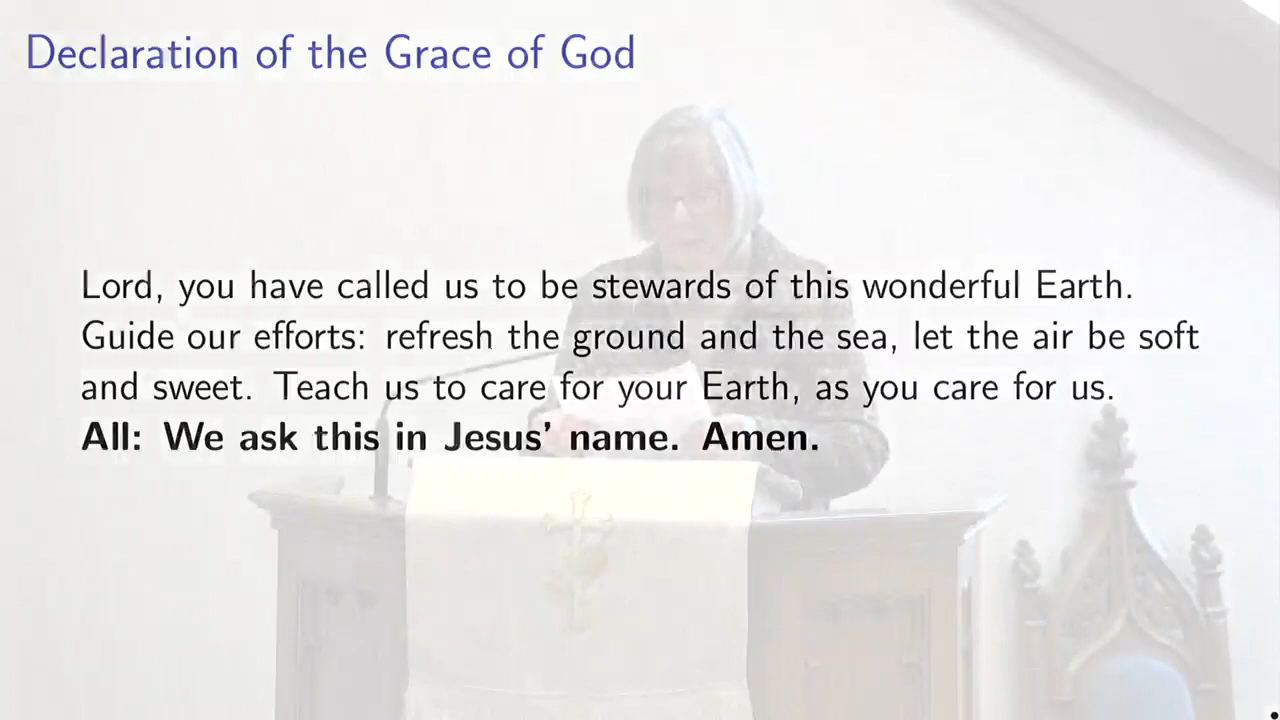 Declaration of the Grace of God
Lord, you have called us to be stewards of this wonderful Earth.
Guide our efforts: refresh the ground and the sea, let the air be soft
and sweet. Teach us to care for your Earth, as you care for us.
All: We ask this in Jesus’ name. Amen.